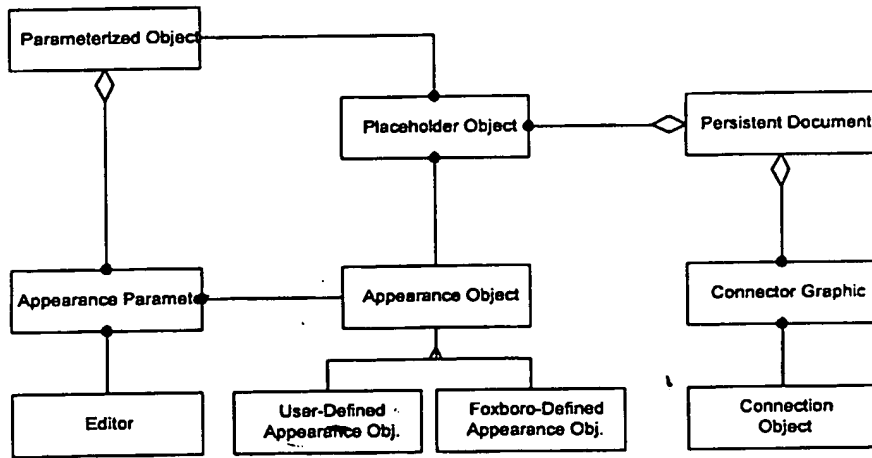 Parameterized Object
Placeholder Object
Persistent Document
Appearance Parameter
Appearance Object
Connector Graphic
Editor
User-Defined
Appearance Obj.
Foxboro-Defined
Appearance Obj.
Connection
Object